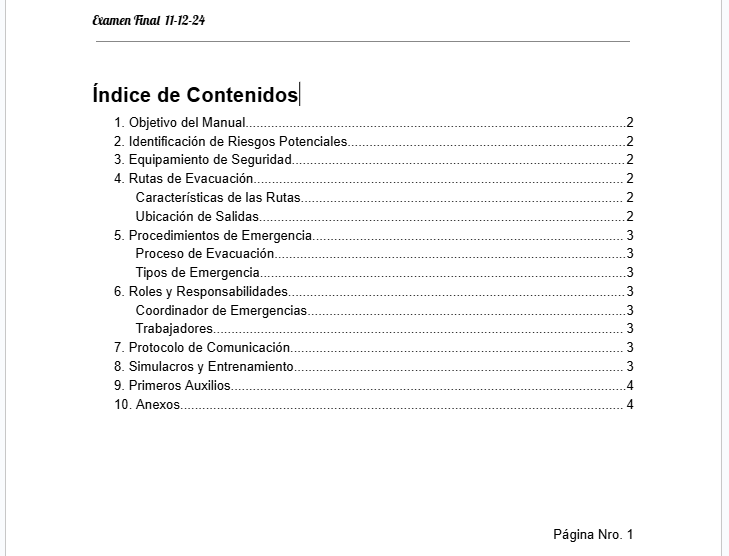 Examen Final 11-12-24
Índice de Contenidos
1. Objetivo del Manual....................2
2. Identificación de Riesgos Potenciales....................2
3. Equipamiento de Seguridad....................2
4. Rutas de Evacuación....................2
Características de las Rutas....................2
Ubicación de Salidas....................2
5. Procedimientos de Emergencia....................3
Proceso de Evacuación....................3
Tipos de Emergencia....................3
6. Roles y Responsabilidades....................3
Coordinador de Emergencias....................3
Trabajadores....................3
7. Protocolo de Comunicación....................3
8. Simulacros y Entrenamiento....................3
9. Primeros Auxilios....................4
10. Anexos....................4
Página Nro. 1